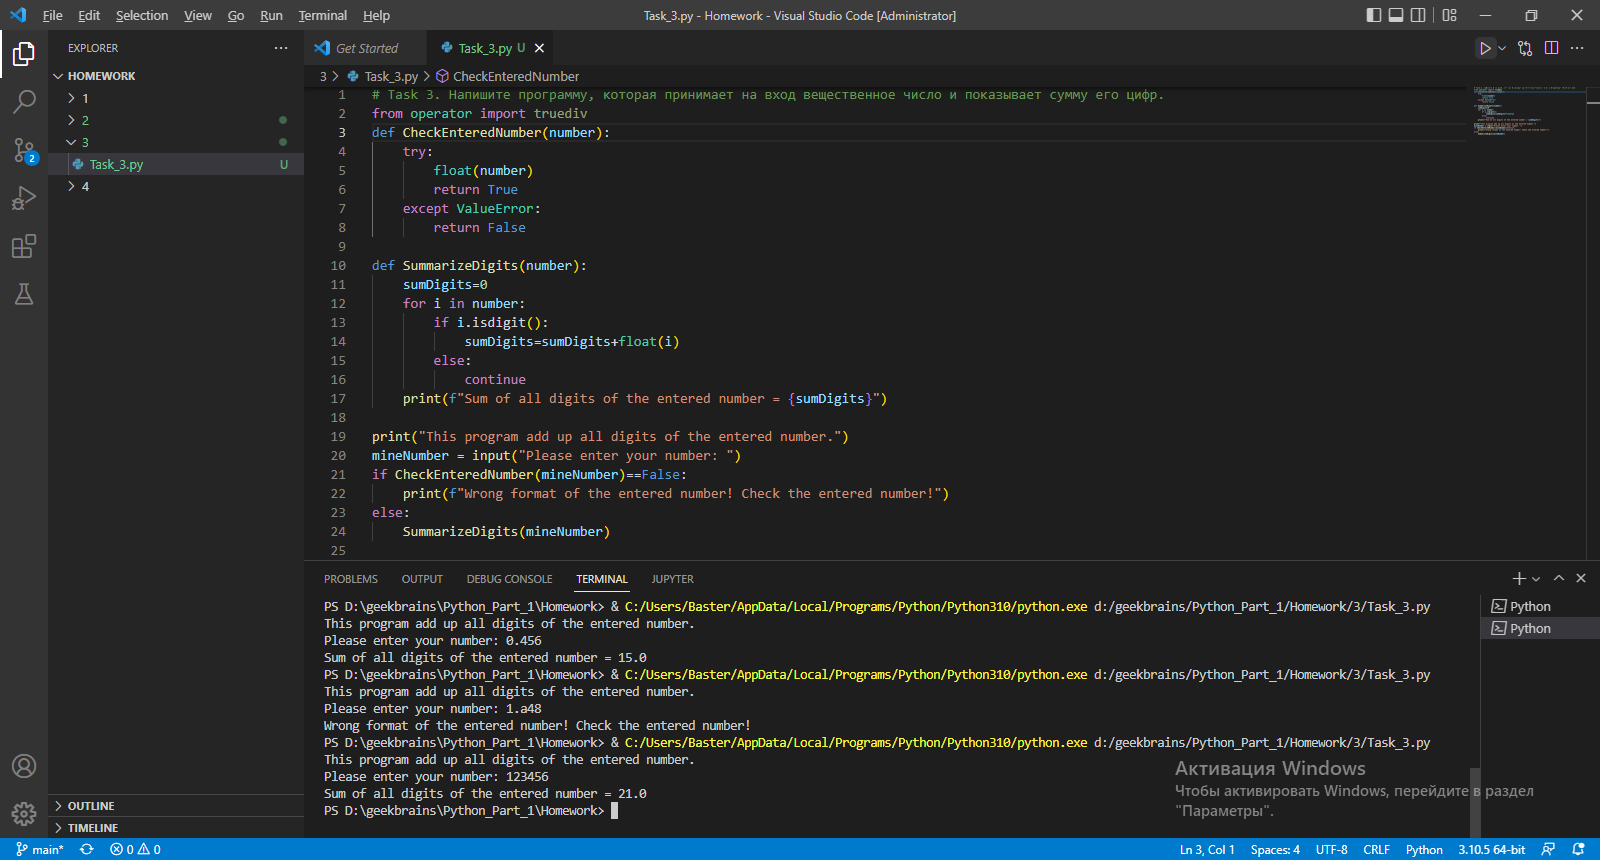 File Edit Selection View Go Run Terminal Help
Task_3.py - Homework - Visual Studio Code [Administrator]
EXPLORER
HOMEWORK
1
2
3
Task_3.py U
4
OUTLINE
TIMELINE
2
Get Started
Task_3.py U
3 > Task_3.py > CheckEnteredNumber
1 # Task 3. Напишите программу, которая принимает на вход вещественное число и показывает сумму его цифр.
2 from operator import truediv
3 def CheckEnteredNumber(number):
4     try:
5         float(number)
6         return True
7     except ValueError:
8         return False
9
10 def SummarizeDigits(number):
11     sumDigits=0
12     for i in number:
13         if i.isdigit():
14             sumDigits=sumDigits+float(i)
15         else:
16             continue
17     print(f"Sum of all digits of the entered number = {sumDigits}")
18
19 print("This program add up all digits of the entered number.")
20 mineNumber = input("Please enter your number: ")
21 if CheckEnteredNumber(mineNumber)==False:
22     print(f"Wrong format of the entered number! Check the entered number!")
23 else:
24     SummarizeDigits(mineNumber)
25
PROBLEMS OUTPUT DEBUG CONSOLE TERMINAL JUPYTER
PS D:\geekbrains\Python_Part_1\Homework> & C:/Users/Baster/AppData/Local/Programs/Python/Python310/python.exe d:/geekbrains/Python_Part_1/Homework/3/Task_3.py
This program add up all digits of the entered number.
Please enter your number: 0.456
Sum of all digits of the entered number = 15.0
PS D:\geekbrains\Python_Part_1\Homework> & C:/Users/Baster/AppData/Local/Programs/Python/Python310/python.exe d:/geekbrains/Python_Part_1/Homework/3/Task_3.py
This program add up all digits of the entered number.
Please enter your number: 1.a48
Wrong format of the entered number! Check the entered number!
PS D:\geekbrains\Python_Part_1\Homework> & C:/Users/Baster/AppData/Local/Programs/Python/Python310/python.exe d:/geekbrains/Python_Part_1/Homework/3/Task_3.py
This program add up all digits of the entered number.
Please enter your number: 123456
Sum of all digits of the entered number = 21.0
PS D:\geekbrains\Python_Part_1\Homework>
Python
Python
Активация Windows
Чтобы активировать Windows, перейдите в раздел
"Параметры".
main* 0 0
Ln 3, Col 1 Spaces: 4 UTF-8 CRLF Python 3.10.5 64-bit